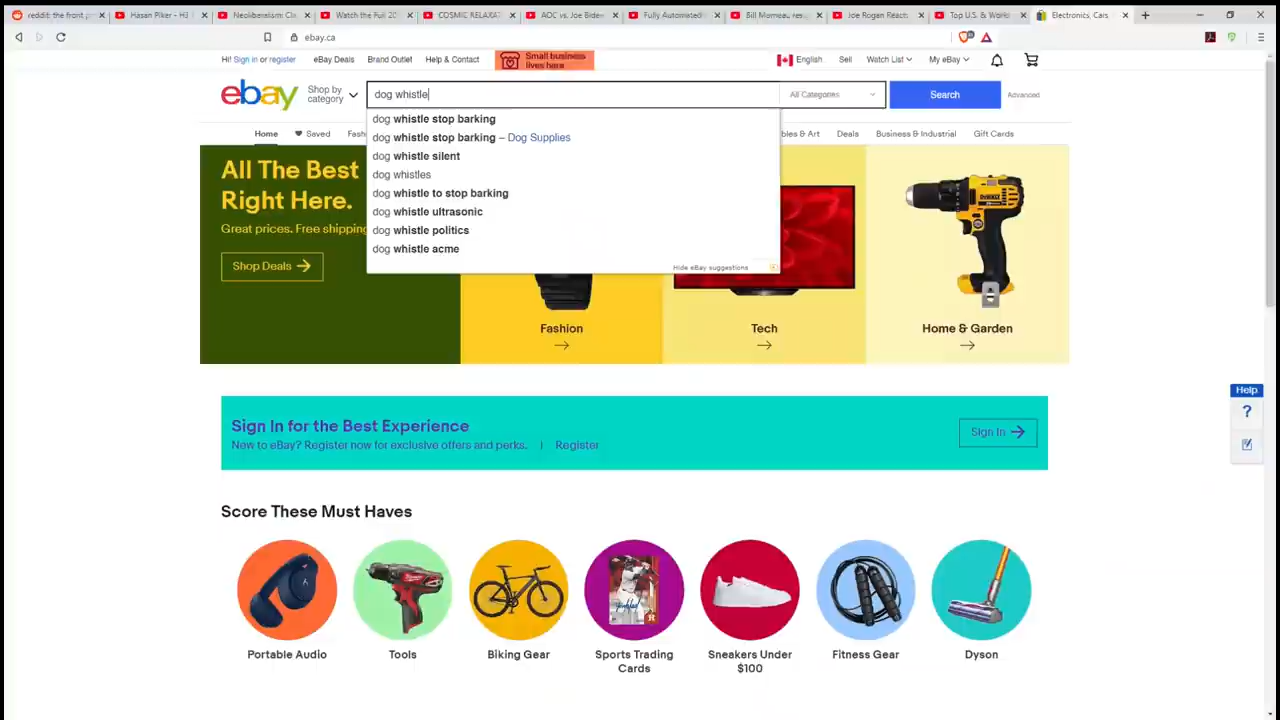 reddit: the front p
Hasan Piker - H3
Neoliberalism: Cl
Watch the Full 20
COSMIC RELAXAT
AOC vs. Joe Biden
Fully Automated
Bill Morneau res
Joe Rogan Reacts
Top U.S. & World
Electronics, Cars,
ebay.ca
Hi! Sign in or register
eBay Deals
Brand Outlet
Help & Contact
Small business
lives here
English
Sell
Watch List
My eBay
ebay
Shop by
category
dog whistle
All Categories
Search
Advanced
dog whistle stop barking
dog whistle stop barking – Dog Supplies
dog whistle silent
dog whistles
dog whistle to stop barking
dog whistle ultrasonic
dog whistle politics
dog whistle acme
Hide eBay suggestions
Home
Saved
Fash
bles & Art
Deals
Business & Industrial
Gift Cards
All The Best
Right Here.
Great prices. Free shipping
Shop Deals
DEWALT
Fashion
Tech
Home & Garden
Help
?
Sign In for the Best Experience
New to eBay? Register now for exclusive offers and perks. | Register
Sign In
Score These Must Haves
Portable Audio
Tools
Biking Gear
Sports Trading
Cards
Sneakers Under
$100
Fitness Gear
Dyson